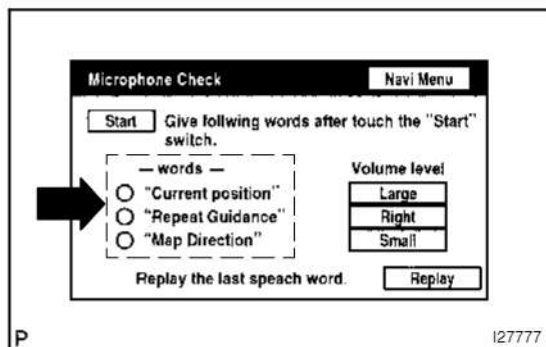 Microphone Check
Navi Menu
Start
Give follwing words after touch the "Start"
switch.
— words —
"Current position"
"Repeat Guidance"
"Map Direction"
Volume level
Large
Right
Small
Replay the last speach word.
Replay
P
I27777